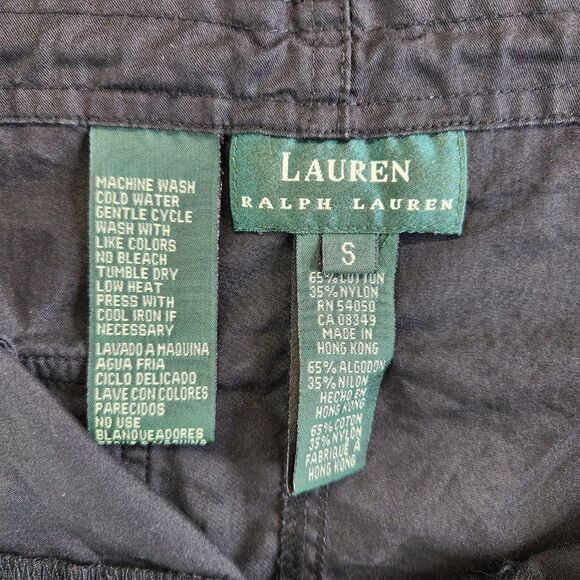 MACHINE WASH
COLD WATER
GENTLE CYCLE
WASH WITH
LIKE COLORS
NO BLEACH
TUMBLE DRY
LOW HEAT
PRESS WITH
COOL IRON IF
NECESSARY
LAVADO A MAQUINA
AGUA FRIA
CICLO DELICADO
LAVE CON COLORES
PARECIDOS
NO USE
BLANQUEADORES
LAUREN
RALPH LAUREN
S
65% COTTON
35% NYLON
RN 54050
CA 08349
MADE IN
HONG KONG
65% ALGODON
35% NILON
HECHO EN
HONG KONG
65% COTON
35% NYLON
FABRIQUE A
HONG KONG